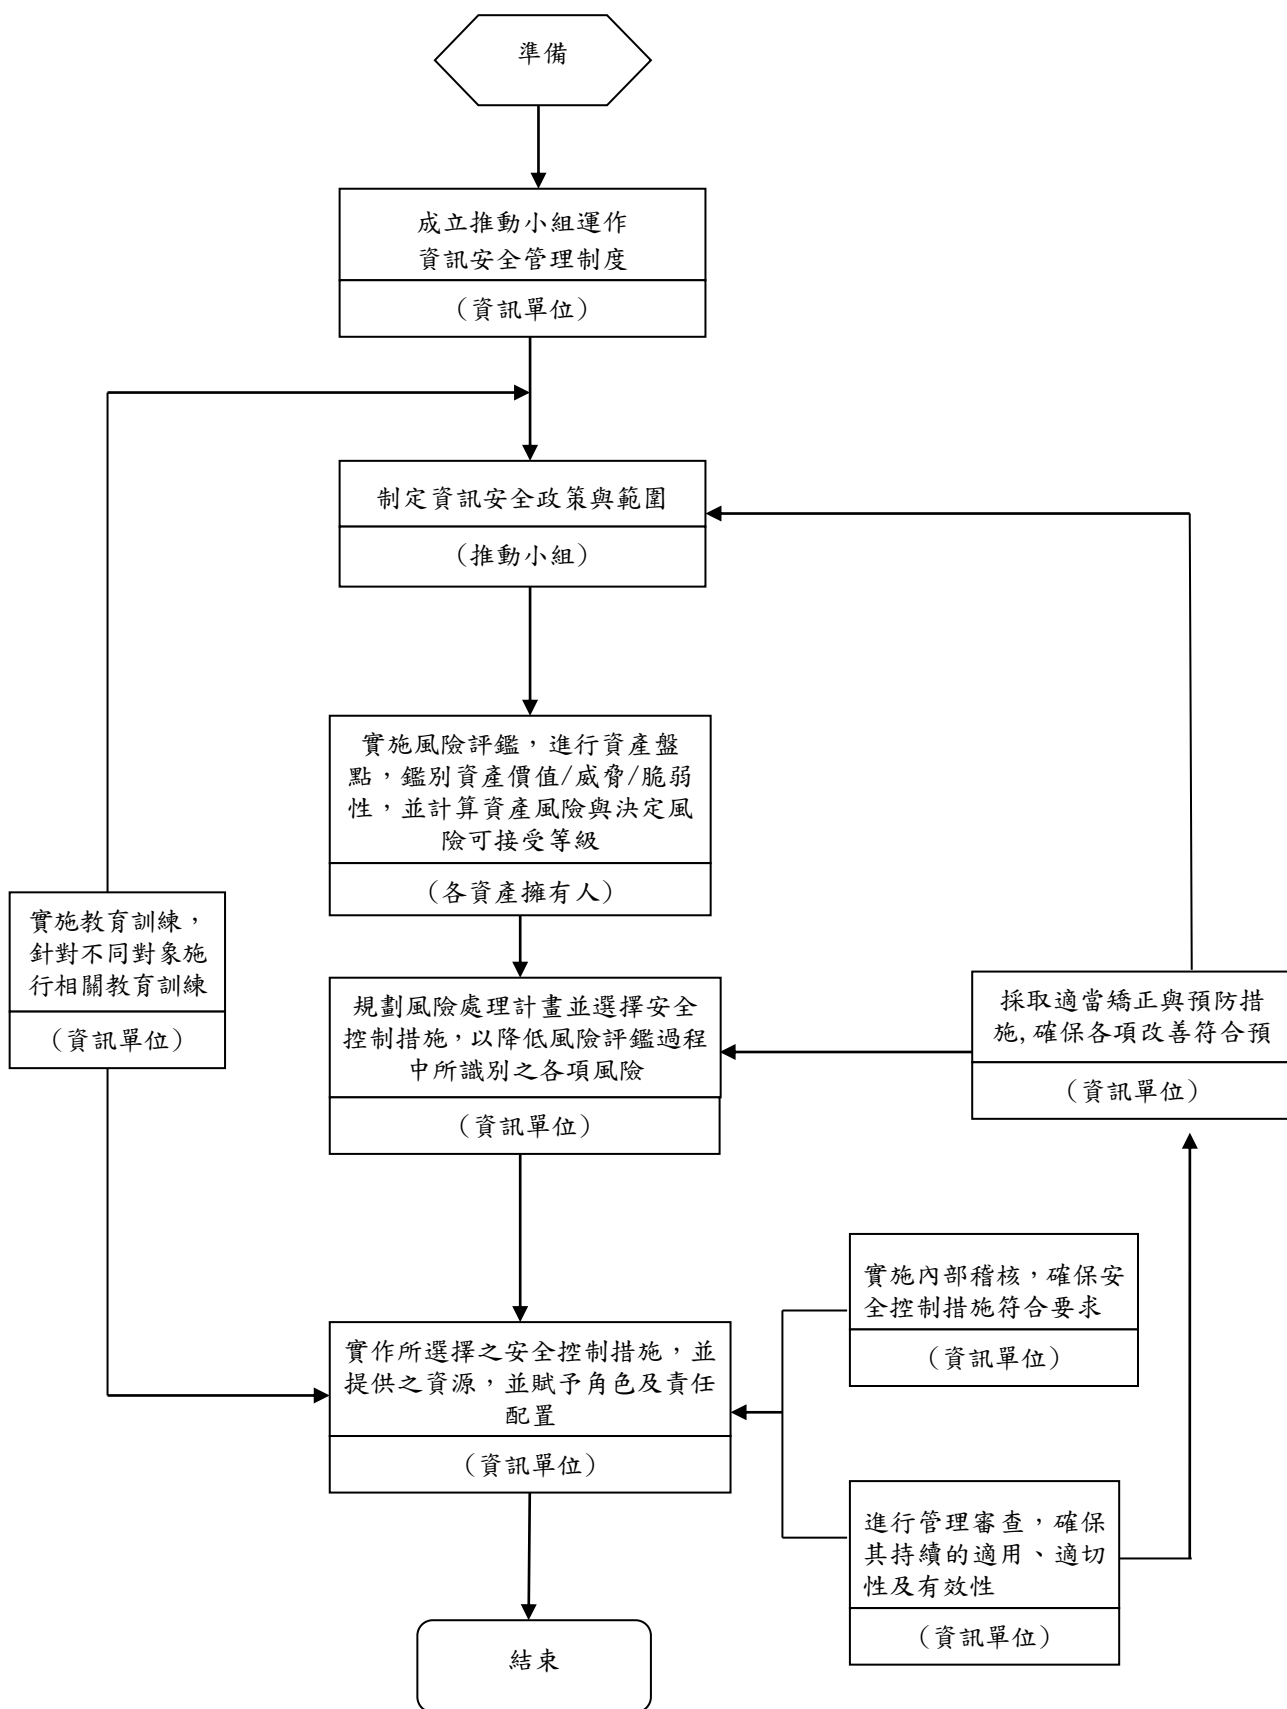 準備
成立推動小組運作
資訊安全管理制度
（資訊單位）
制定資訊安全政策與範圍
（推動小組）
實施風險評鑑，進行資產盤
點，鑑別資產價值/威脅/脆弱
性，並計算資產風險與決定風
險可接受等級
（各資產擁有人）
實施教育訓練，
針對不同對象施
行相關教育訓練
（資訊單位）
規劃風險處理計畫並選擇安全
控制措施，以降低風險評鑑過程
中所識別之各項風險
（資訊單位）
採取適當矯正與預防措
施,確保各項改善符合預
（資訊單位）
實施內部稽核，確保安
全控制措施符合要求
（資訊單位）
實作所選擇之安全控制措施，並
提供之資源，並賦予角色及責任
配置
（資訊單位）
進行管理審查，確保
其持續的適用、適切
性及有效性
（資訊單位）
結束